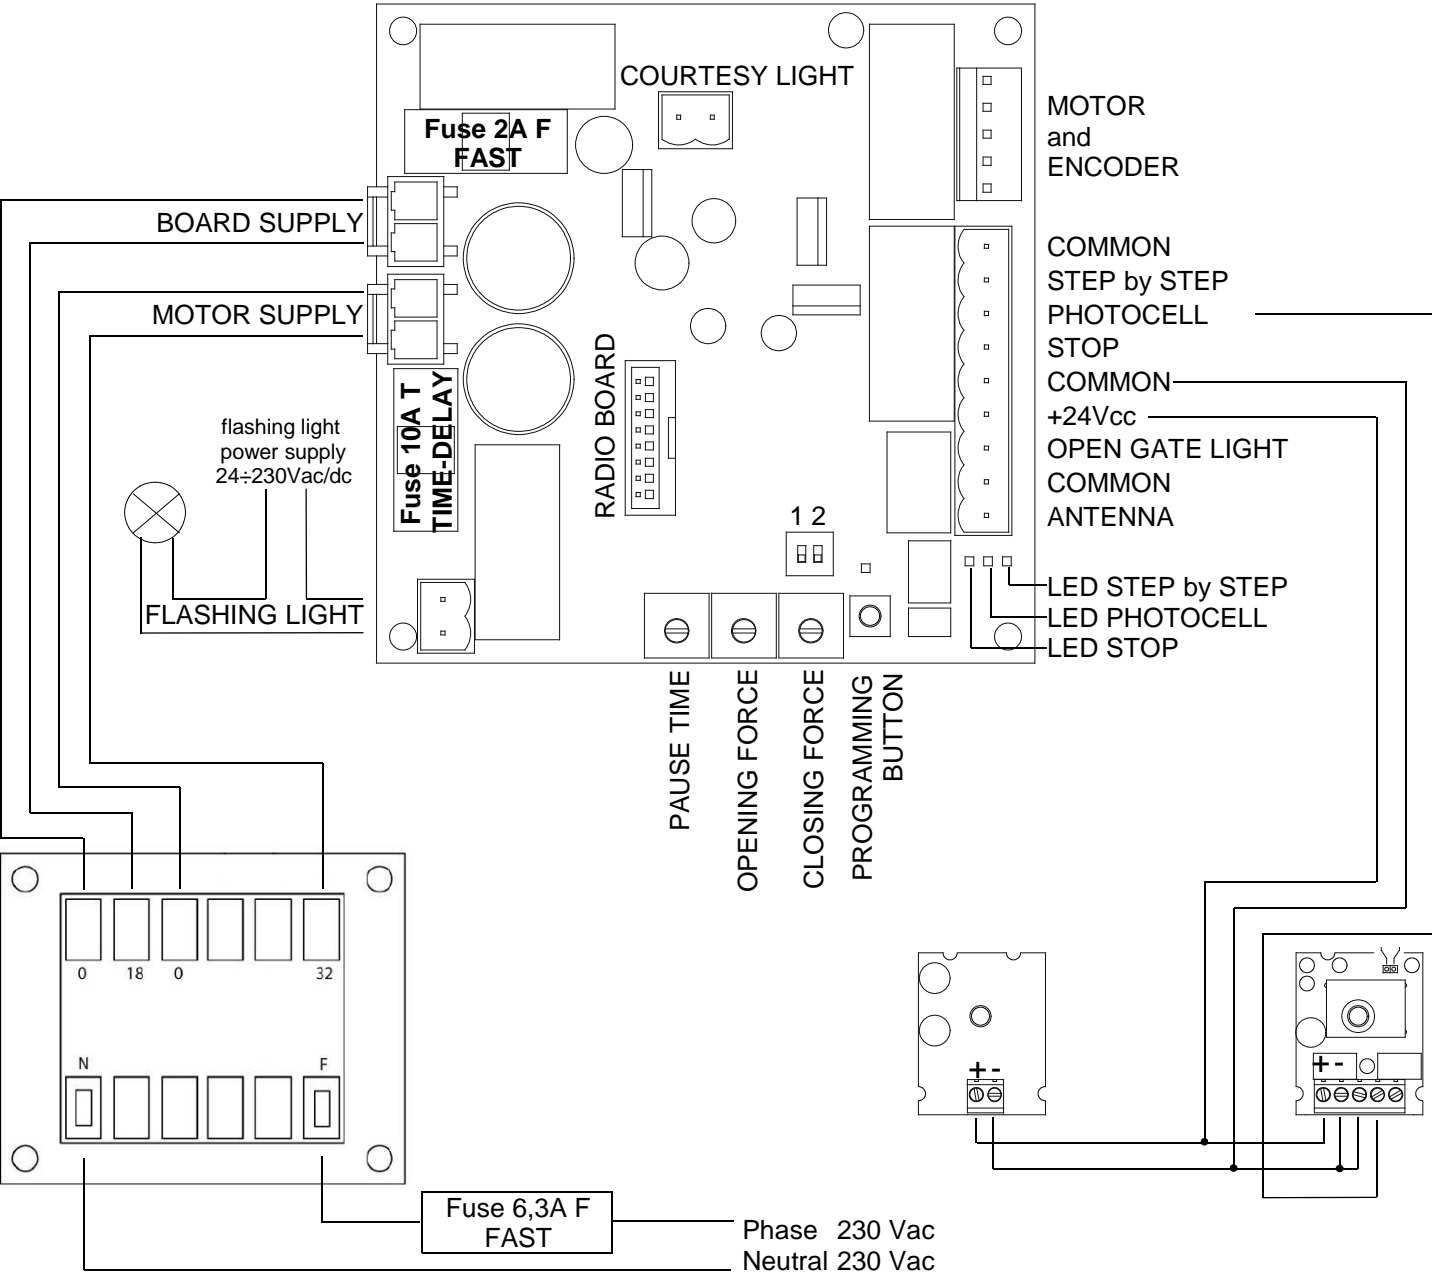 COURTESY LIGHT
Fuse 2A F
FAST
MOTOR
and
ENCODER
BOARD SUPPLY
MOTOR SUPPLY
COMMON
STEP by STEP
PHOTOCELL
STOP
COMMON
+24Vcc
OPEN GATE LIGHT
COMMON
ANTENNA
RADIO BOARD
Fuse 10A T
TIME-DELAY
flashing light
power supply
24÷230Vac/dc
1 2
FLASHING LIGHT
LED STEP by STEP
LED PHOTOCELL
LED STOP
PAUSE TIME
OPENING FORCE
CLOSING FORCE
PROGRAMMING
BUTTON
0 18 0 32
N F
+ -
+ -
Fuse 6,3A F
FAST
Phase 230 Vac
Neutral 230 Vac